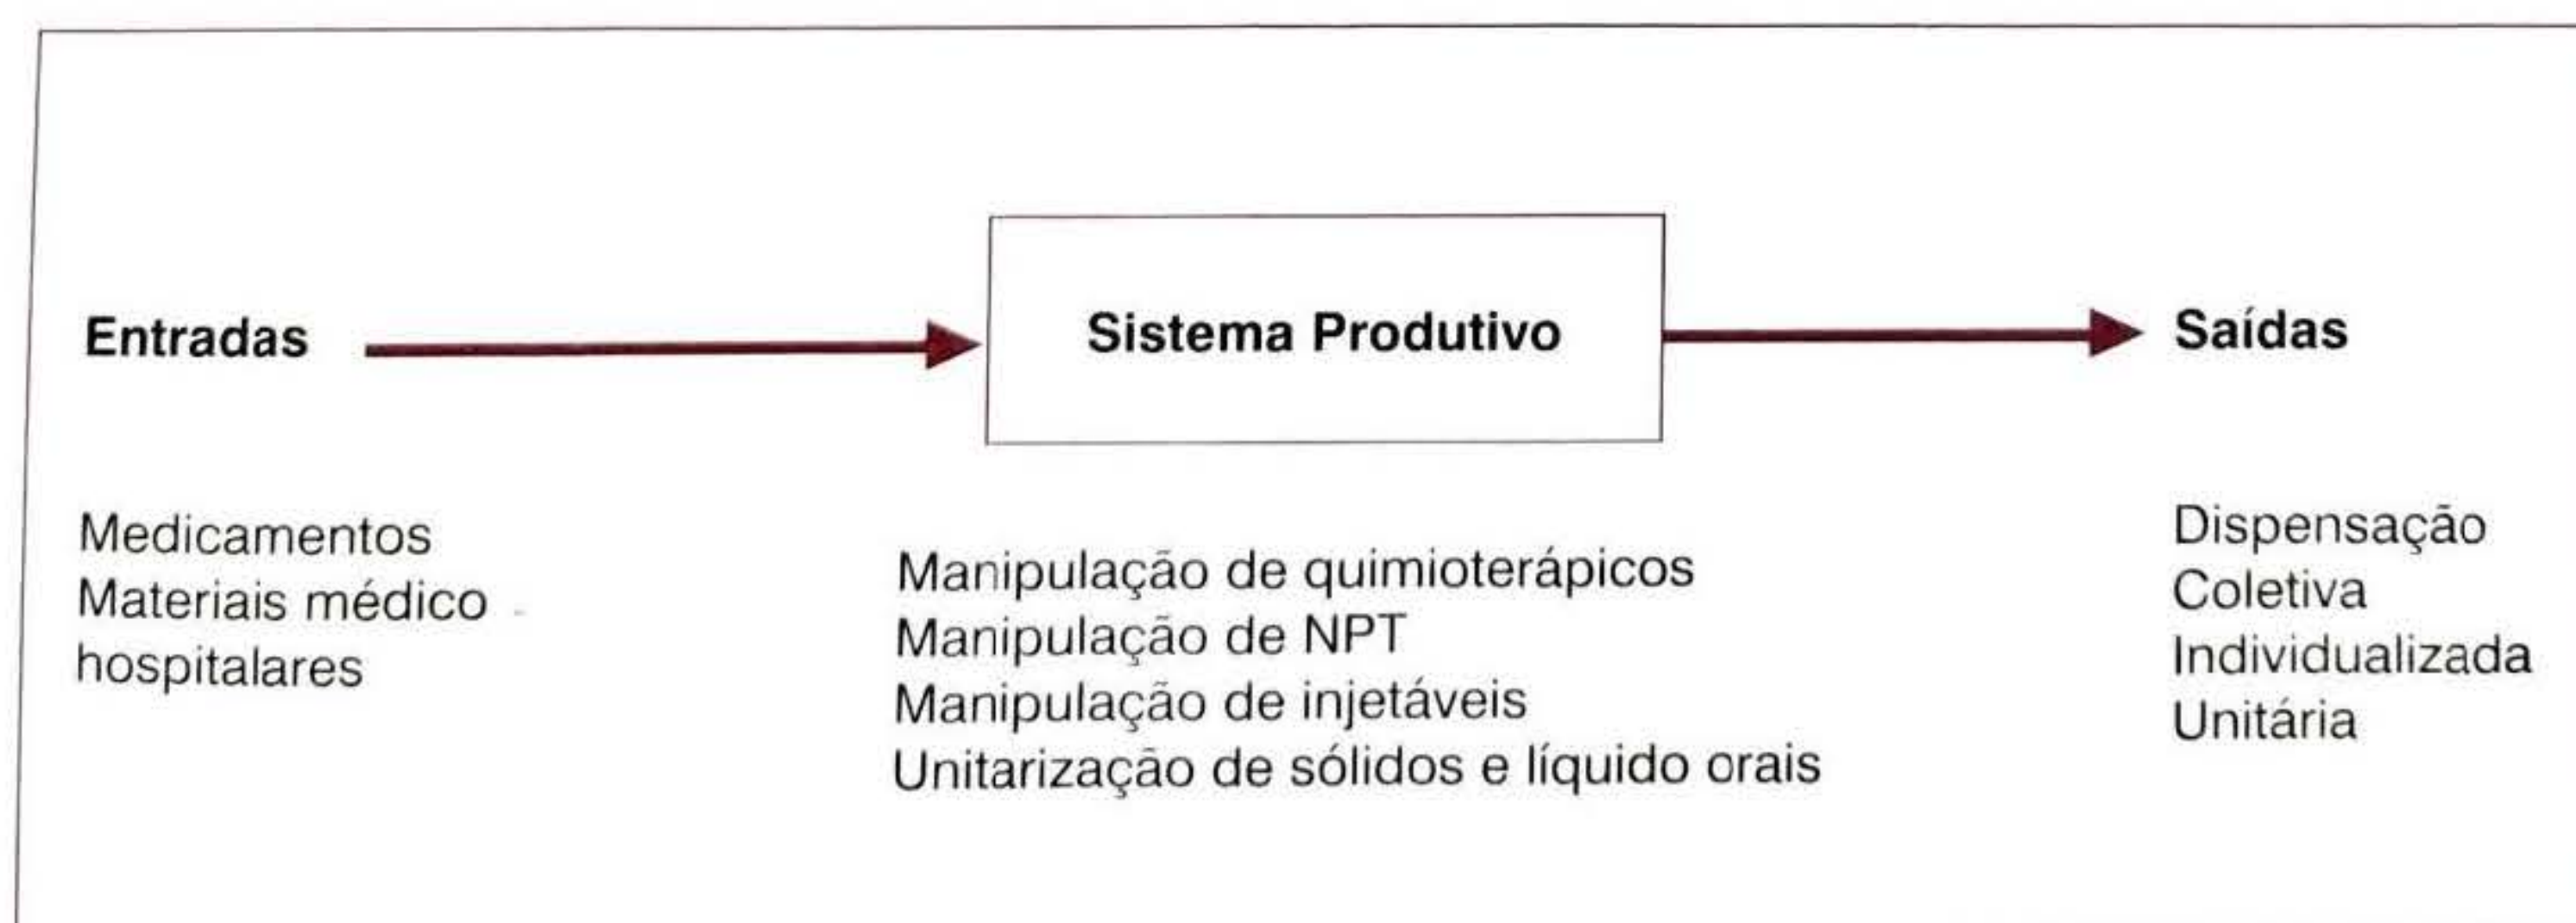 Entradas
Sistema Produtivo
Saídas
Medicamentos
Materiais médico
hospitalares
Manipulação de quimioterápicos
Manipulação de NPT
Manipulação de injetáveis
Unitarização de sólidos e líquido orais
Dispensação
Coletiva
Individualizada
Unitária